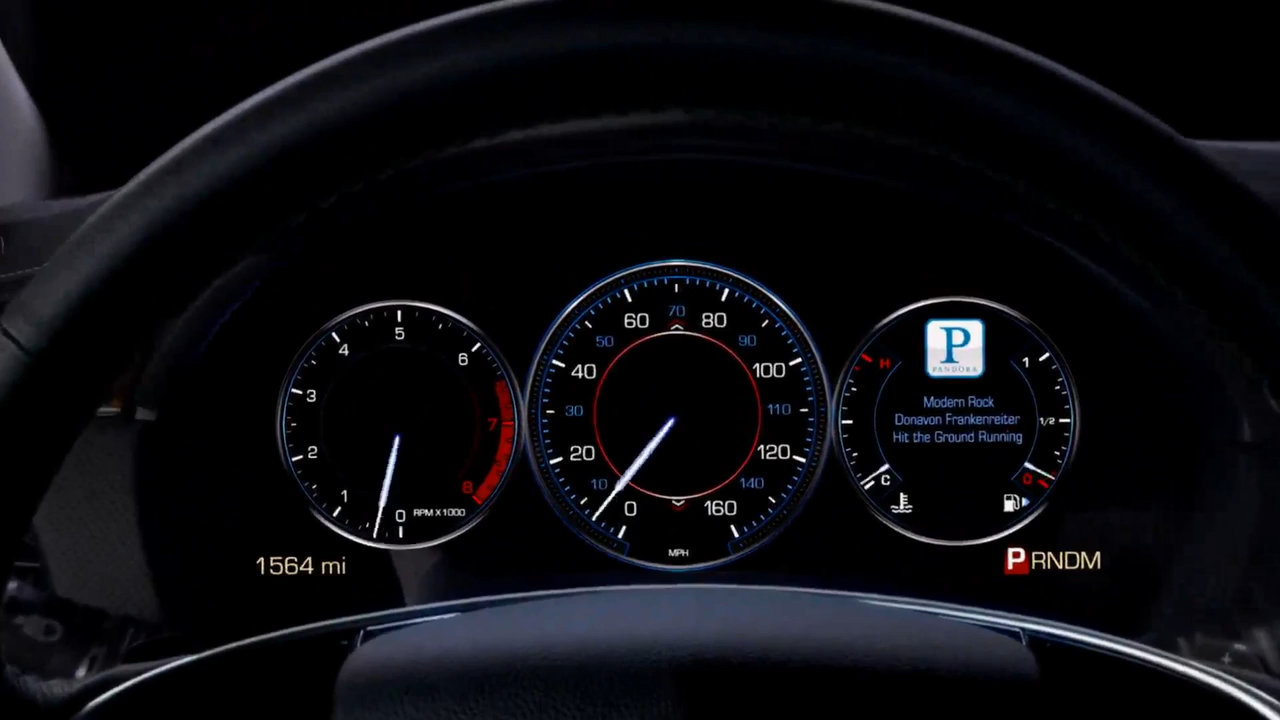 0
1
2
3
4
5
6
7
8
RPM X1000
0
10
20
30
40
50
60
70
80
90
100
110
120
140
160
MPH
P
PANDORA
Modern Rock
Donavon Frankenreiter
Hit the Ground Running
H
C
1
1/2
0
1564 mi
P RNDM